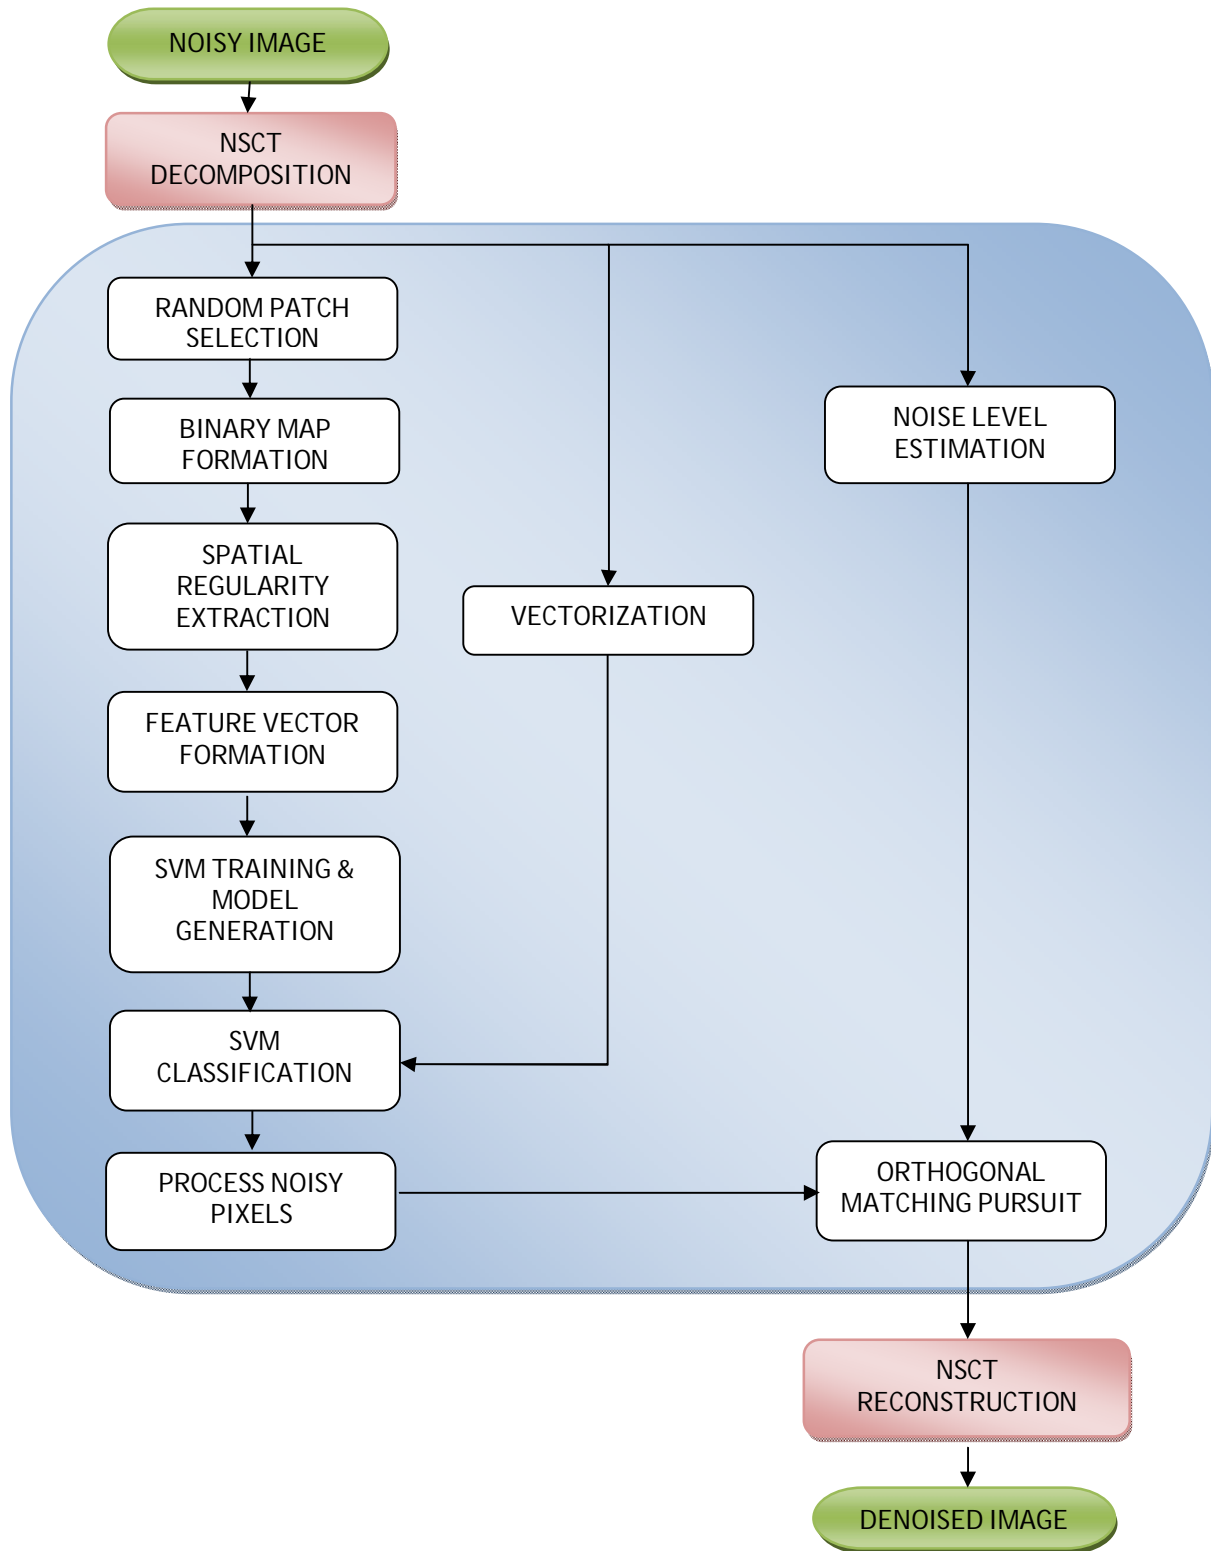 NOISY IMAGE
NSCT
DECOMPOSITION
RANDOM PATCH
SELECTION
BINARY MAP
FORMATION
NOISE LEVEL
ESTIMATION
SPATIAL
REGULARITY
EXTRACTION
VECTORIZATION
FEATURE VECTOR
FORMATION
SVM TRAINING &
MODEL
GENERATION
SVM
CLASSIFICATION
PROCESS NOISY
PIXELS
ORTHOGONAL
MATCHING PURSUIT
NSCT
RECONSTRUCTION
DENOISED IMAGE